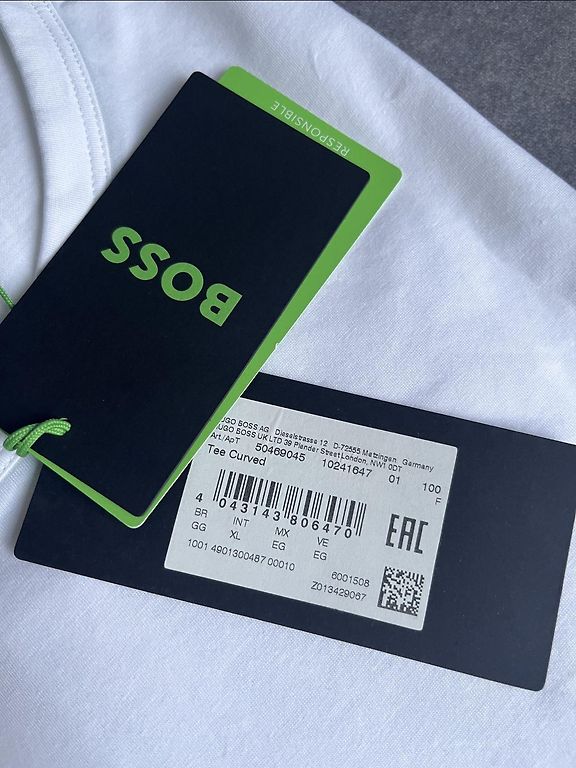 RESPONSIBLE
BOSS
HUGO BOSS AG Dieselstrasse 12 D-72555 Metzingen Germany
HUGO BOSS UK LTD 39 Plender Street London, NW1 0DT
Art./ApT 50469045 10241647 01 100
Tee Curved F
4 043143 806470
BR INT MX VE
GG XL EG EG
EAC
1001 4901300487 00010 6001508
Z013429067